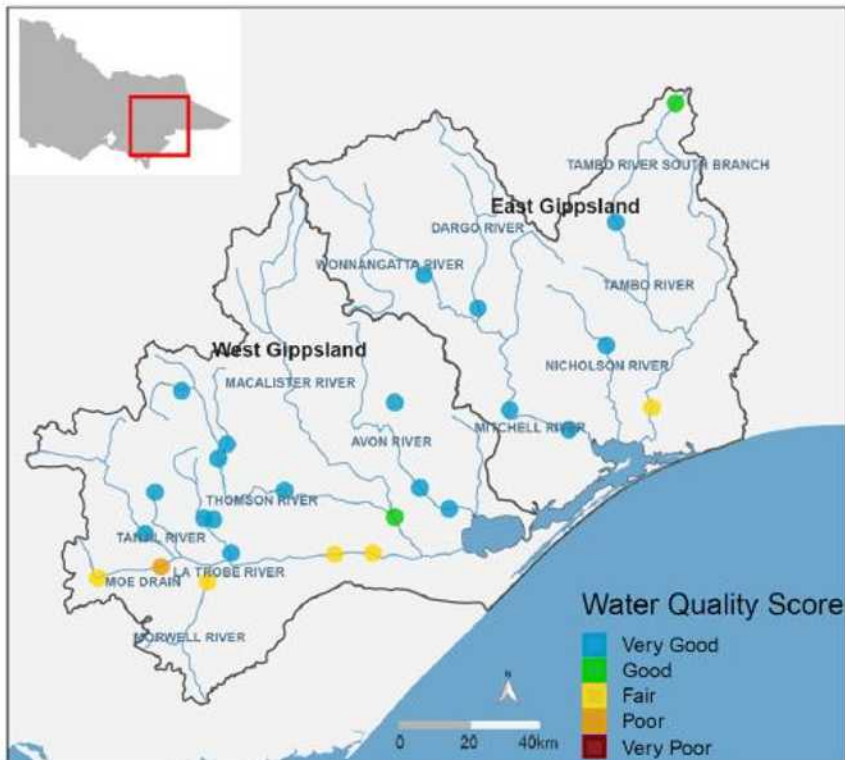 TAMBO RIVER SOUTH BRANCH
East Gippsland
DARGO RIVER
WONNANGATTA RIVER
TAMBO RIVER
West Gippsland
NICHOLSON RIVER
MACALISTER RIVER
MITCHELL RIVER
AVON RIVER
THOMSON RIVER
TANJIL RIVER
LA TROBE RIVER
MOE DRAIN
MORWELL RIVER
Water Quality Score
Very Good
Good
Fair
Poor
Very Poor
N
0 20 40km